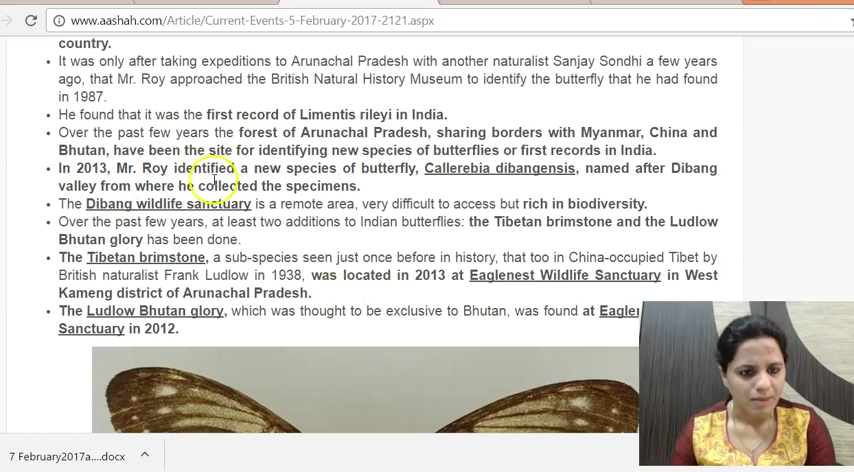 www.aashah.com/Article/Current-Events-5-February-2017-2121.aspx
country.
It was only after taking expeditions to Arunachal Pradesh with another naturalist Sanjay Sondhi a few years
ago, that Mr. Roy approached the British Natural History Museum to identify the butterfly that he had found
in 1987.
He found that it was the first record of Limentis rileyi in India.
Over the past few years the forest of Arunachal Pradesh, sharing borders with Myanmar, China and
Bhutan, have been the site for identifying new species of butterflies or first records in India.
In 2013, Mr. Roy identified a new species of butterfly, Callerebia dibangensis, named after Dibang
valley from where he collected the specimens.
The Dibang wildlife sanctuary is a remote area, very difficult to access but rich in biodiversity.
Over the past few years, at least two additions to Indian butterflies: the Tibetan brimstone and the Ludlow
Bhutan glory has been done.
The Tibetan brimstone, a sub-species seen just once before in history, that too in China-occupied Tibet by
British naturalist Frank Ludlow in 1938, was located in 2013 at Eaglenest Wildlife Sanctuary in West
Kameng district of Arunachal Pradesh.
The Ludlow Bhutan glory, which was thought to be exclusive to Bhutan, was found at
Sanctuary in 2012.
7 February2017a....docx